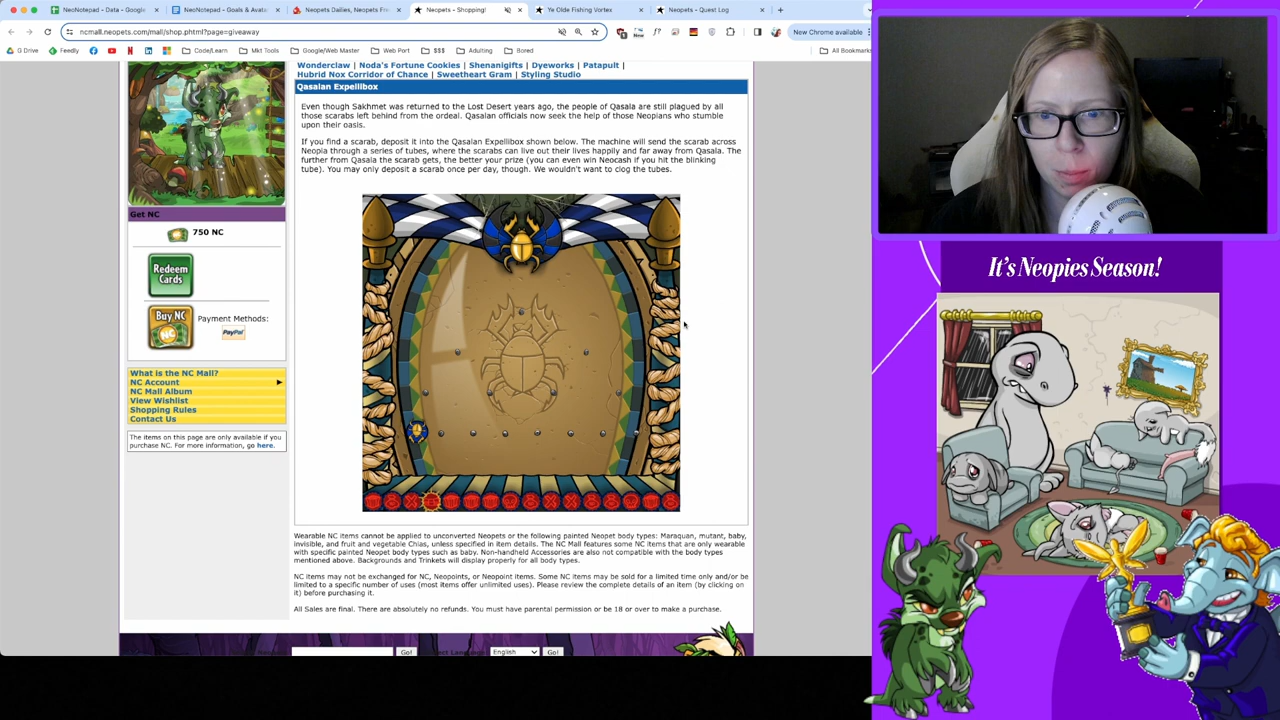 NeoNotepad - Data - Google
NeoNotepad - Goals & Avata
Neopets Dailies, Neopets Fre
Neopets - Shopping!
Ye Olde Fishing Vortex
Neopets - Quest Log
ncmall.neopets.com/mall/shop.phtml?page=giveaway
New Chrome available
G Drive
Feedly
Code/Learn
Mkt Tools
Google/Web Master
Web Port
$$$
Adulting
Bored
All Bookmarks
Wonderclaw | Noda's Fortune Cookies | Shenanigifts | Dyeworks | Patapult |
Hubrid Nox Corridor of Chance | Sweetheart Gram | Styling Studio
Qasalan Expellibox
Even though Sakhmet was returned to the Lost Desert years ago, the people of Qasala are still plagued by all
those scarabs left behind from the ordeal. Qasalan officials now seek the help of those Neopians who stumble
upon their oasis.
If you find a scarab, deposit it into the Qasalan Expellibox shown below. The machine will send the scarab across
Neopia through a series of tubes, where the scarabs can live out their lives happily and far away from Qasala. The
further from Qasala the scarab gets, the better your prize (you can even win Neocash if you hit the blinking
tube). You may only deposit a scarab once per day, though. We wouldn't want to clog the tubes.
Get NC
750 NC
Redeem
Cards
Buy NC
NC
Payment Methods:
PayPal
What is the NC Mall?
NC Account
NC Mall Album
View Wishlist
Shopping Rules
Contact Us
The items on this page are only available if you
purchase NC. For more information, go here.
Wearable NC items cannot be applied to unconverted Neopets or the following painted Neopet body types: Maraquan, mutant, baby,
invisible, and fruit and vegetable Chias, unless specified in item details. The NC Mall features some NC items that are only wearable
with specific painted Neopet body types such as baby. Non-handheld Accessories are also not compatible with the body types
mentioned above. Backgrounds and Trinkets will display properly for all body types.
NC items may not be exchanged for NC, Neopoints, or Neopoint items. Some NC items may be sold for a limited time only and/or be
limited to a specific number of uses (most items offer unlimited uses). Please review the complete details of an item (by clicking on
it) before purchasing it.
All Sales are final. There are absolutely no refunds. You must have parental permission or be 18 or over to make a purchase.
Go!
English
Go!
It's Neopies Season!